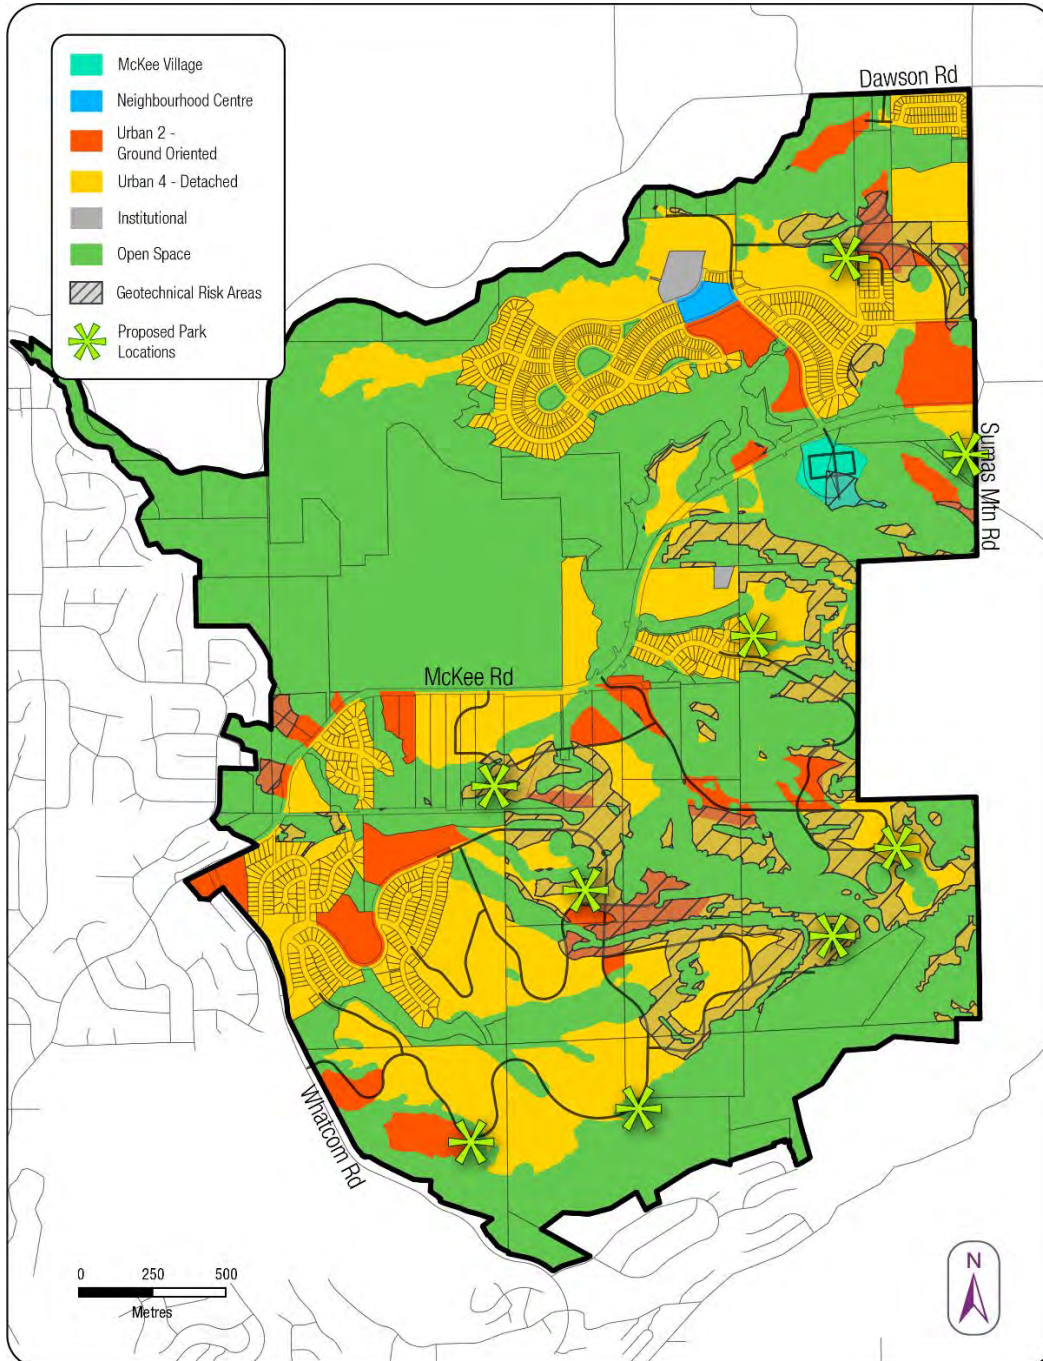 McKee Village
Neighbourhood Centre
Urban 2 -
Ground Oriented
Urban 4 - Detached
Institutional
Open Space
Geotechnical Risk Areas
Proposed Park
Locations
Dawson Rd
Sumas Mtn Rd
McKee Rd
Whatcom Rd
0 250 500
Metres
N